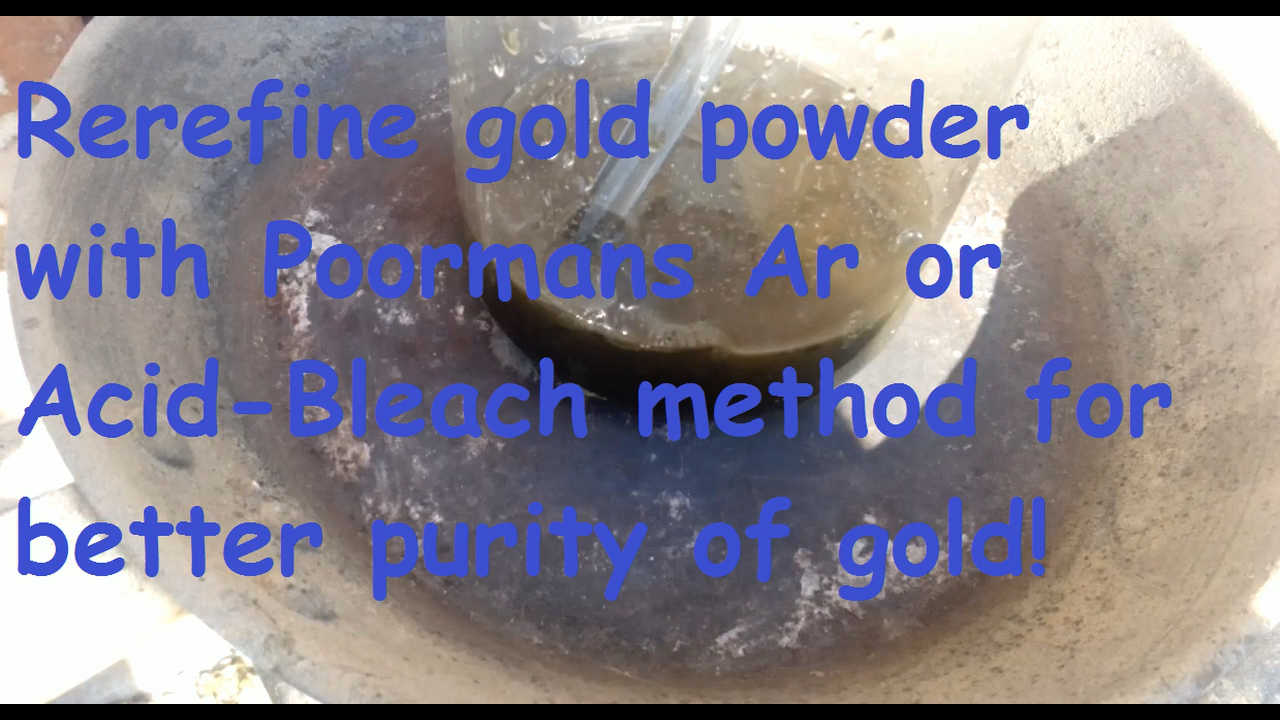 Rerefine gold powder
with Poormans Ar or
Acid-Bleach method for
better purity of gold!